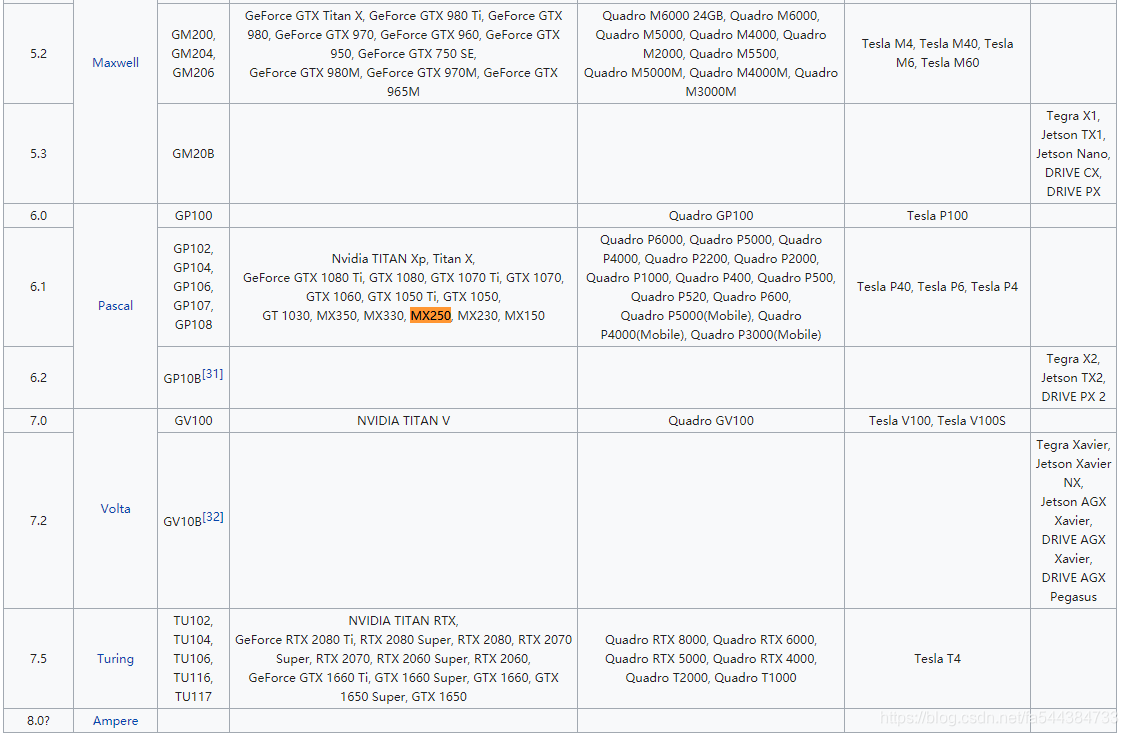 5.2
Maxwell
GM200,
GM204,
GM206
GeForce GTX Titan X, GeForce GTX 980 Ti, GeForce GTX
980, GeForce GTX 970, GeForce GTX 960, GeForce GTX
950, GeForce GTX 750 SE,
GeForce GTX 980M, GeForce GTX 970M, GeForce GTX
965M
Quadro M6000 24GB, Quadro M6000,
Quadro M5000, Quadro M4000, Quadro
M2000, Quadro M5500,
Quadro M5000M, Quadro M4000M, Quadro
M3000M
Tesla M4, Tesla M40, Tesla
M6, Tesla M60
5.3
GM20B
Tegra X1,
Jetson TX1,
Jetson Nano,
DRIVE CX,
DRIVE PX
6.0
Pascal
GP100
Quadro GP100
Tesla P100
6.1
GP102,
GP104,
GP106,
GP107,
GP108
Nvidia TITAN Xp, Titan X,
GeForce GTX 1080 Ti, GTX 1080, GTX 1070 Ti, GTX 1070,
GTX 1060, GTX 1050 Ti, GTX 1050,
GT 1030, MX350, MX330, MX250, MX230, MX150
Quadro P6000, Quadro P5000, Quadro
P4000, Quadro P2200, Quadro P2000,
Quadro P1000, Quadro P400, Quadro P500,
Quadro P520, Quadro P600,
Quadro P5000(Mobile), Quadro
P4000(Mobile), Quadro P3000(Mobile)
Tesla P40, Tesla P6, Tesla P4
6.2
GP10B[31]
Tegra X2,
Jetson TX2,
DRIVE PX 2
7.0
Volta
GV100
NVIDIA TITAN V
Quadro GV100
Tesla V100, Tesla V100S
7.2
GV10B[32]
Tegra Xavier,
Jetson Xavier
NX,
Jetson AGX
Xavier,
DRIVE AGX
Xavier,
DRIVE AGX
Pegasus
7.5
Turing
TU102,
TU104,
TU106,
TU116,
TU117
NVIDIA TITAN RTX,
GeForce RTX 2080 Ti, RTX 2080 Super, RTX 2080, RTX 2070
Super, RTX 2070, RTX 2060 Super, RTX 2060,
GeForce GTX 1660 Ti, GTX 1660 Super, GTX 1660, GTX
1650 Super, GTX 1650
Quadro RTX 8000, Quadro RTX 6000,
Quadro RTX 5000, Quadro RTX 4000,
Quadro T2000, Quadro T1000
Tesla T4
8.0?
Ampere
https://blog.csdn.net/fa544384733